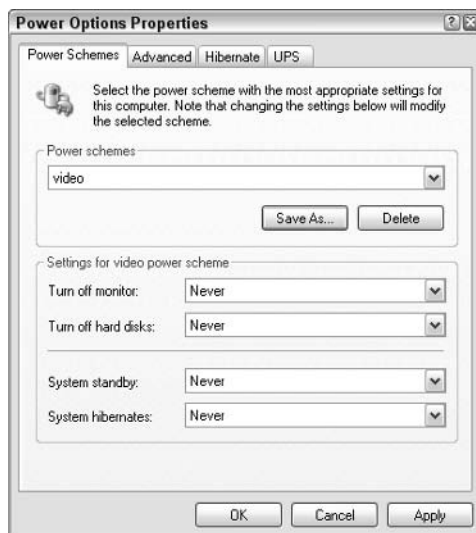 Power Options Properties
Power Schemes Advanced Hibernate UPS
Select the power scheme with the most appropriate settings for
this computer. Note that changing the settings below will modify
the selected scheme.
Power schemes
video
Save As... Delete
Settings for video power scheme
Turn off monitor: Never
Turn off hard disks: Never
System standby: Never
System hibernates: Never
OK Cancel Apply